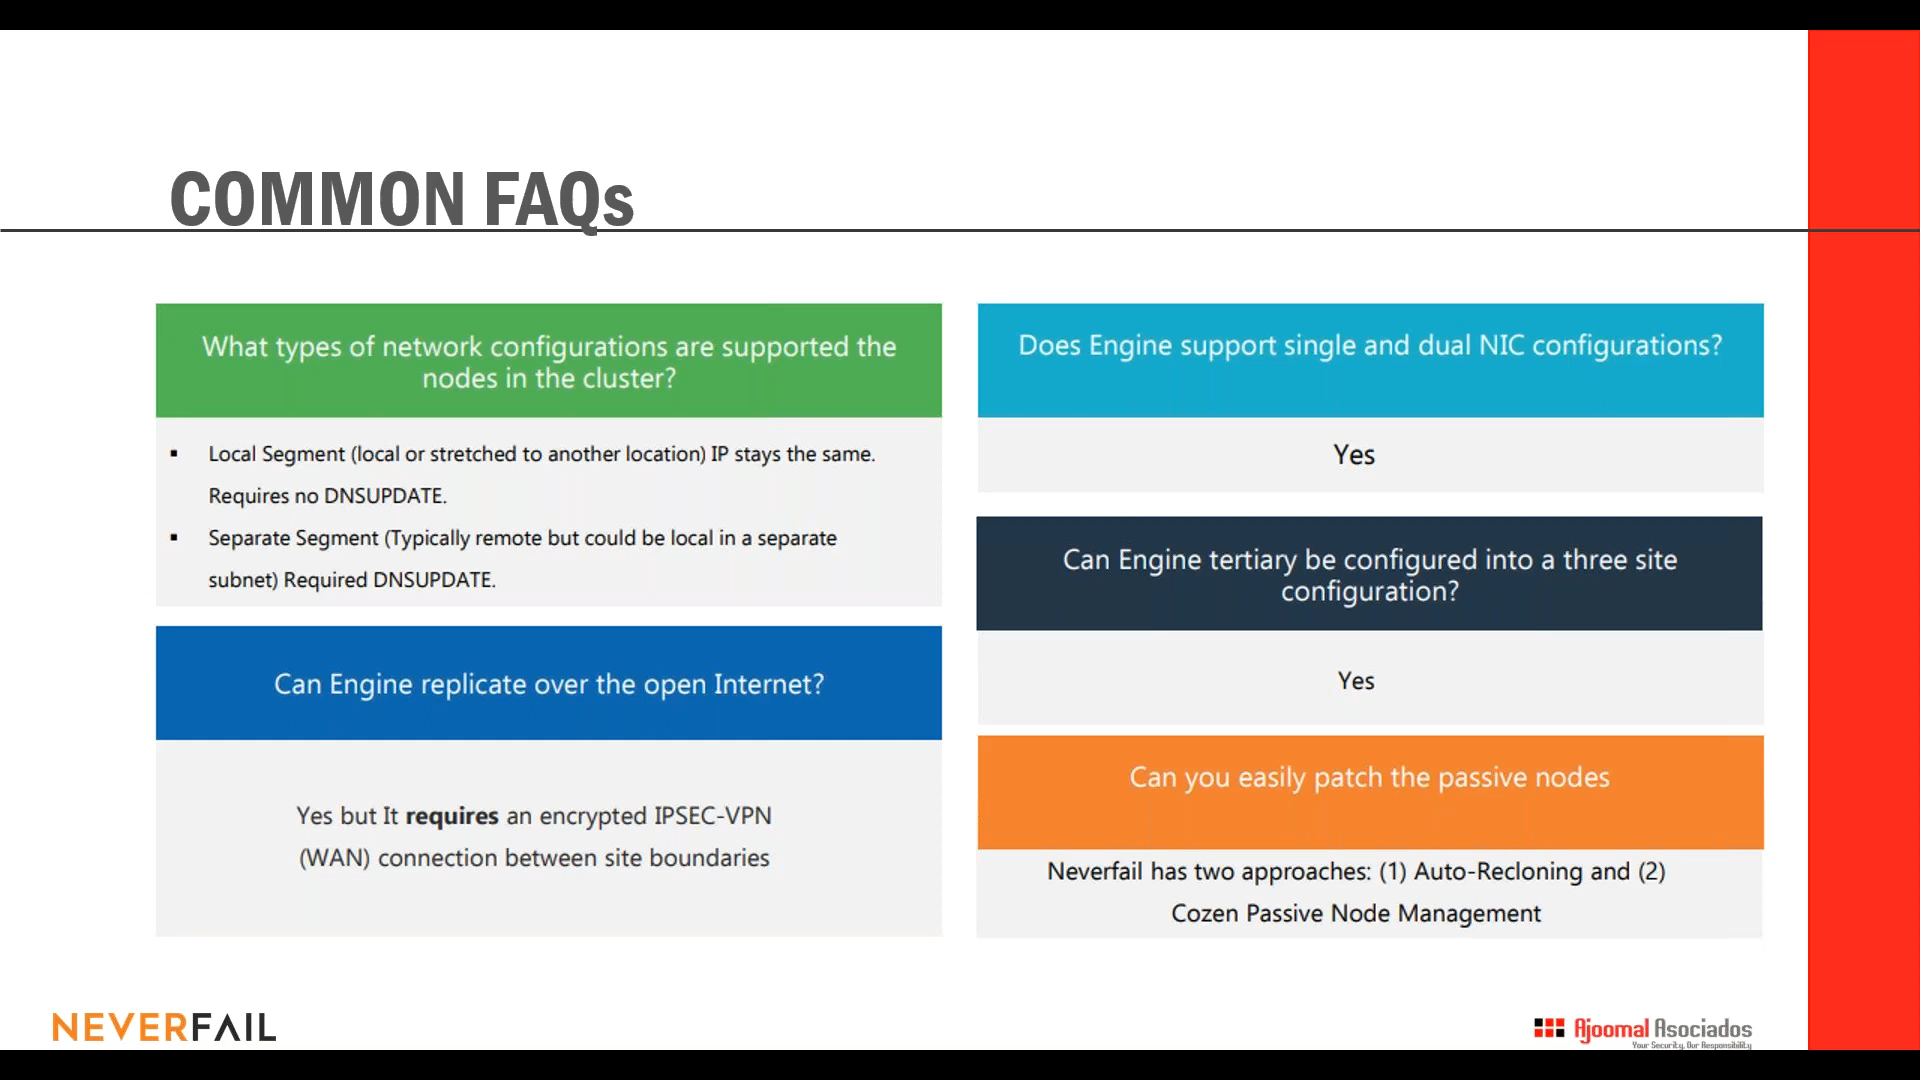 COMMON FAQs
What types of network configurations are supported the
nodes in the cluster?
▪ Local Segment (local or stretched to another location) IP stays the same.
Requires no DNSUPDATE.
▪ Separate Segment (Typically remote but could be local in a separate
subnet) Required DNSUPDATE.
Can Engine replicate over the open Internet?
Yes but It requires an encrypted IPSEC-VPN
(WAN) connection between site boundaries
Does Engine support single and dual NIC configurations?
Yes
Can Engine tertiary be configured into a three site
configuration?
Yes
Can you easily patch the passive nodes
Neverfail has two approaches: (1) Auto-Recloning and (2)
Cozen Passive Node Management
NEVERFAIL
Ajoomal Asociados
Your Security, Our Responsibility